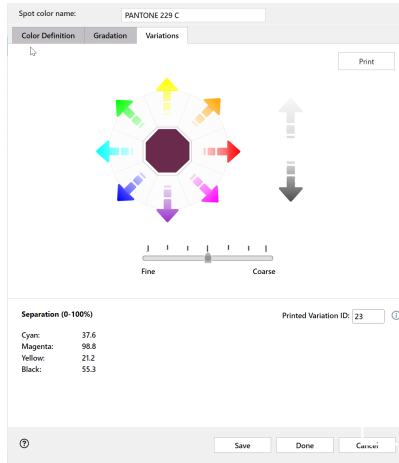 Spot color name: PANTONE 229 C
Color Definition Gradation Variations
Print
Fine Coarse
Separation (0-100%) Printed Variation ID: 23
Cyan: 37.6
Magenta: 98.8
Yellow: 21.2
Black: 55.3
Save Done Cancel